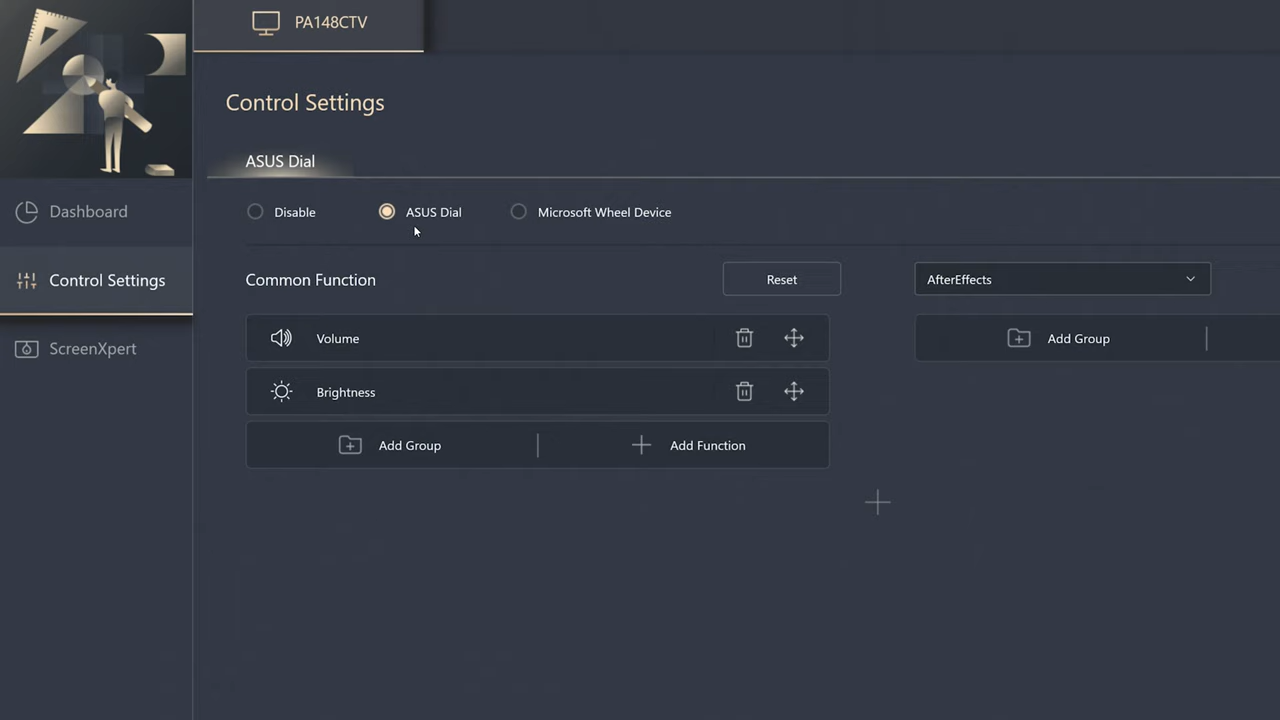 PA148CTV
Control Settings
ASUS Dial
Dashboard
Control Settings
ScreenXpert
Disable
ASUS Dial
Microsoft Wheel Device
Common Function
Reset
AfterEffects
Volume
Add Group
Brightness
Add Group
Add Function